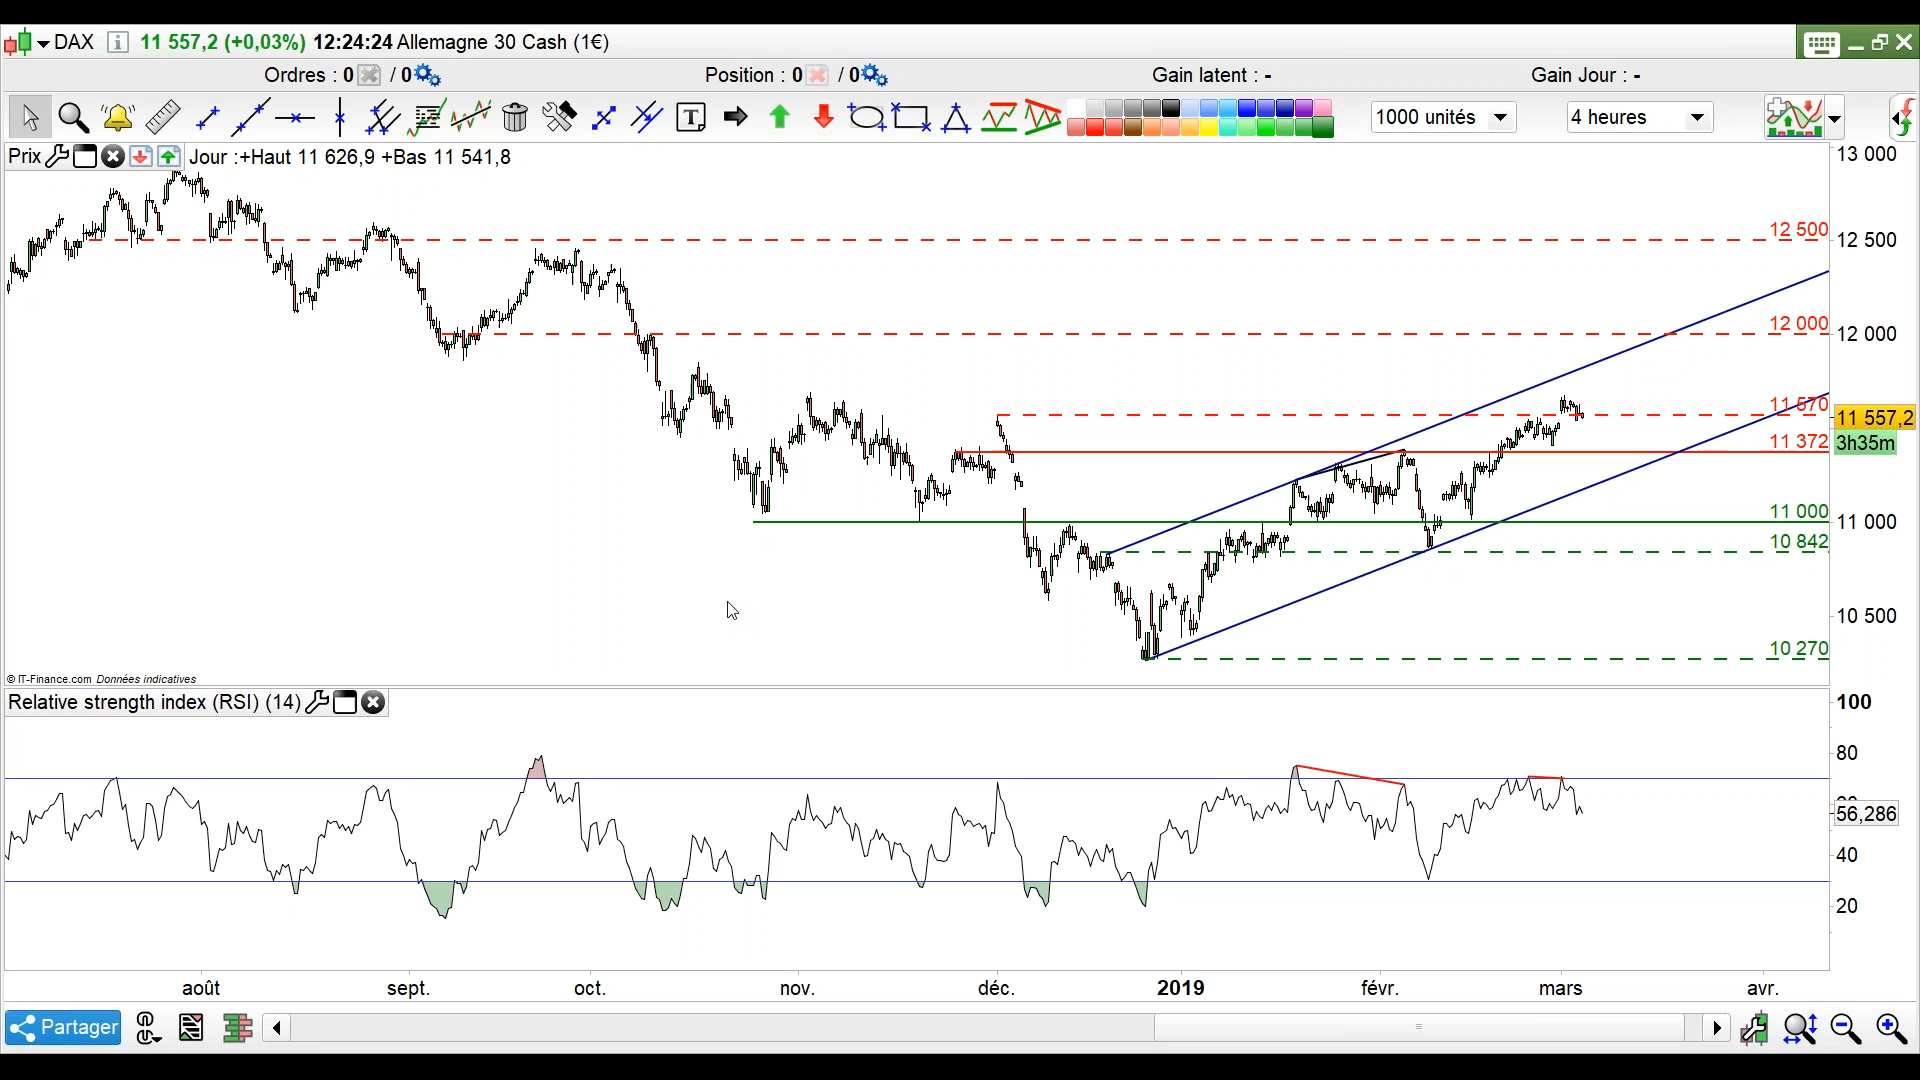 DAX 11 557,2 (+0,03%) 12:24:24 Allemagne 30 Cash (1€)
Ordres : 0 / 0 Position : 0 / 0 Gain latent : - Gain Jour : -
T 1000 unités 4 heures
Prix Jour :+Haut 11 626,9 +Bas 11 541,8
13 000
12 500 12 500
12 000 12 000
11 570
11 557,2
11 372 3h35m
11 000 11 000
10 842
10 500
10 270
© IT-Finance.com Données indicatives
Relative strength index (RSI) (14)
100
80
56,286
40
20
août sept. oct. nov. déc. 2019 févr. mars avr.
Partager